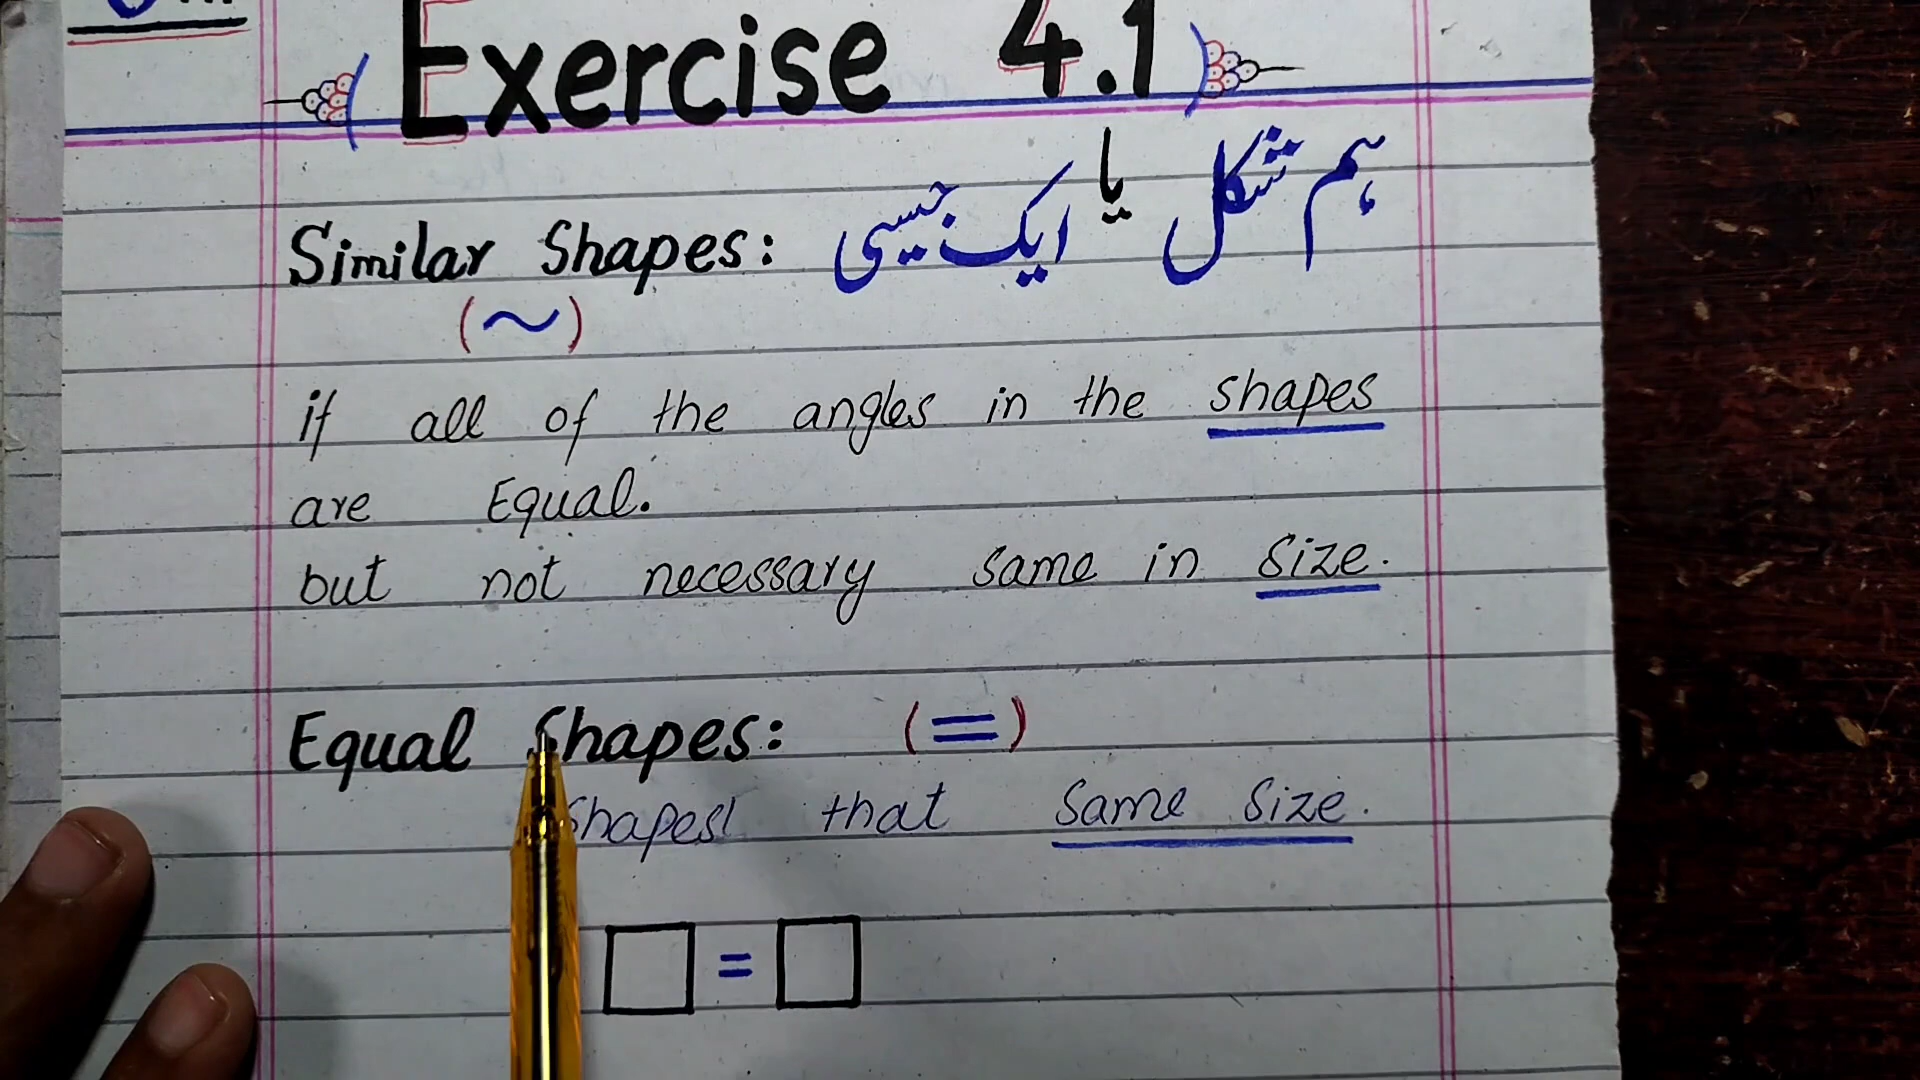 Exercise 4.1
Similar Shapes: ہم شکل یا ایک جیسی
(~)
if all of the angles in the shapes
are Equal.
but not necessary same in size.
Equal Shapes: (=)
Shapes that same size.
=